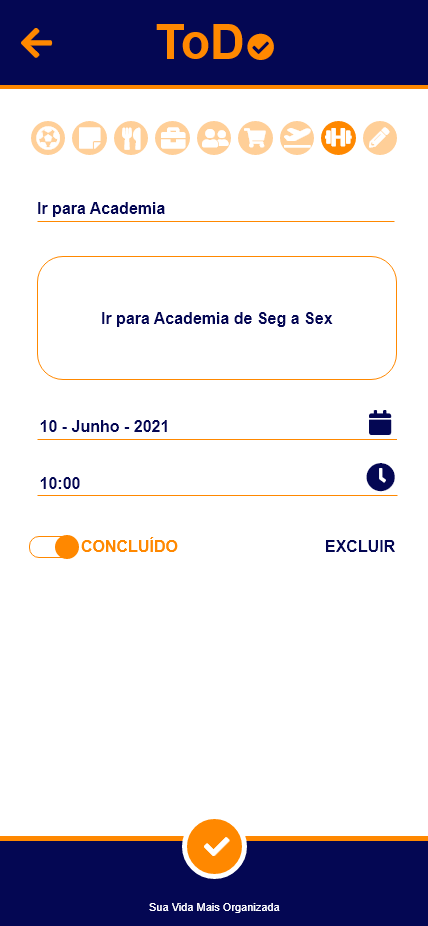 ToDo
Ir para Academia
Ir para Academia de Seg a Sex
10 - Junho - 2021
10:00
CONCLUÍDO
EXCLUIR
Sua Vida Mais Organizada